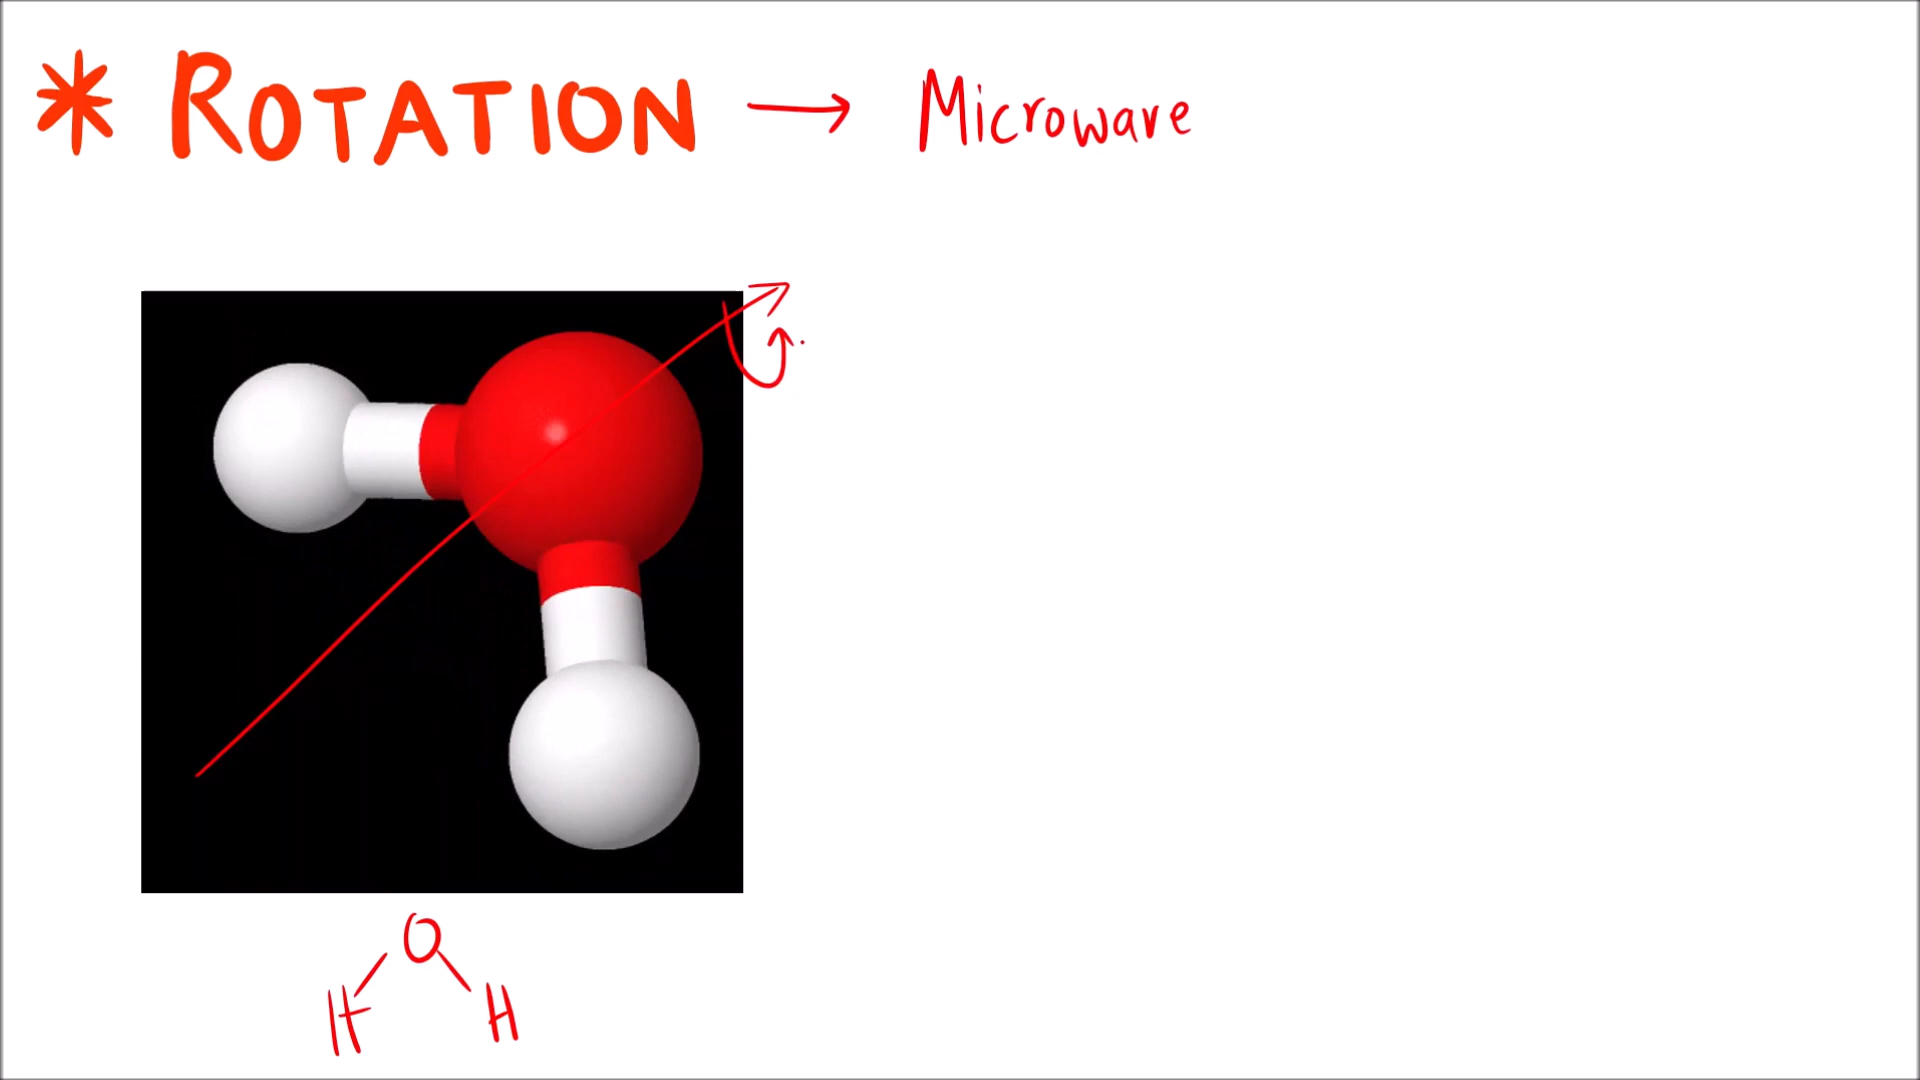 * ROTATION → Microwave
O
H H